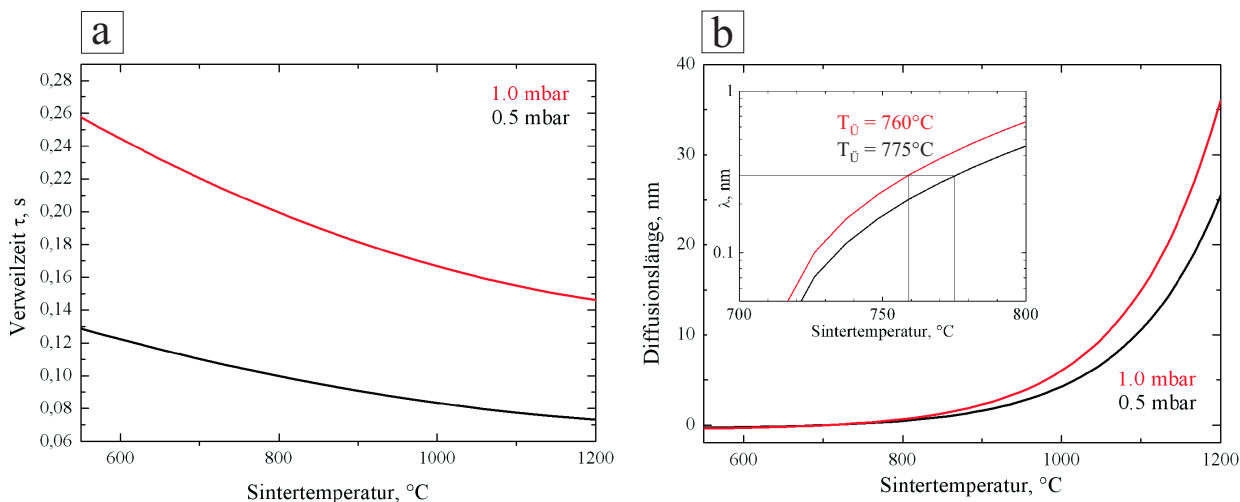 a
0,28
0,26
0,24
0,22
0,20
0,18
0,16
0,14
0,12
0,10
0,08
0,06
Verweilzeit τ, s
1.0 mbar
0.5 mbar
600 800 1000 1200
Sintertemperatur, °C
b
40
30
20
10
0
Diffusionslänge, nm
1
0.1
λ, nm
T_Ü = 760°C
T_Ü = 775°C
700 750 800
Sintertemperatur, °C
1.0 mbar
0.5 mbar
600 800 1000 1200
Sintertemperatur, °C